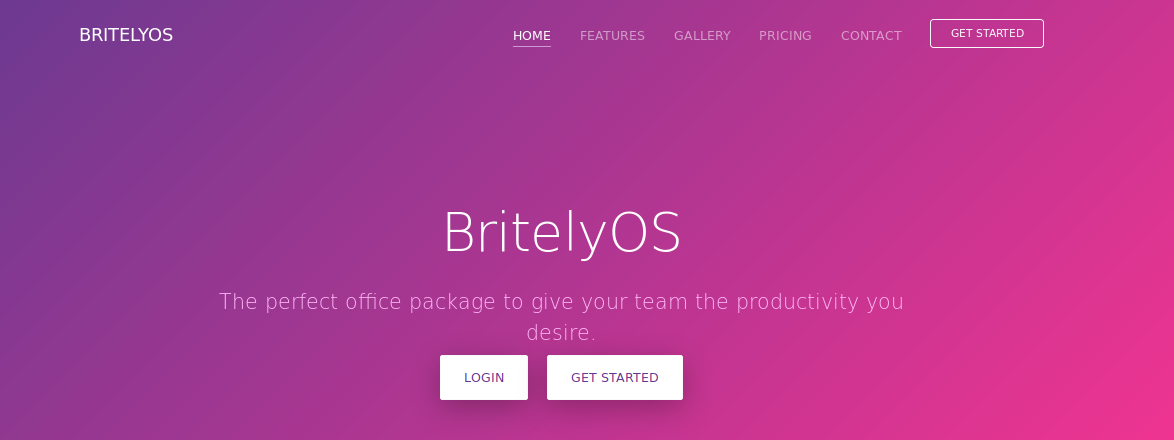 BRITELYOS
HOME FEATURES GALLERY PRICING CONTACT GET STARTED
BritelyOS
The perfect office package to give your team the productivity you
desire.
LOGIN GET STARTED